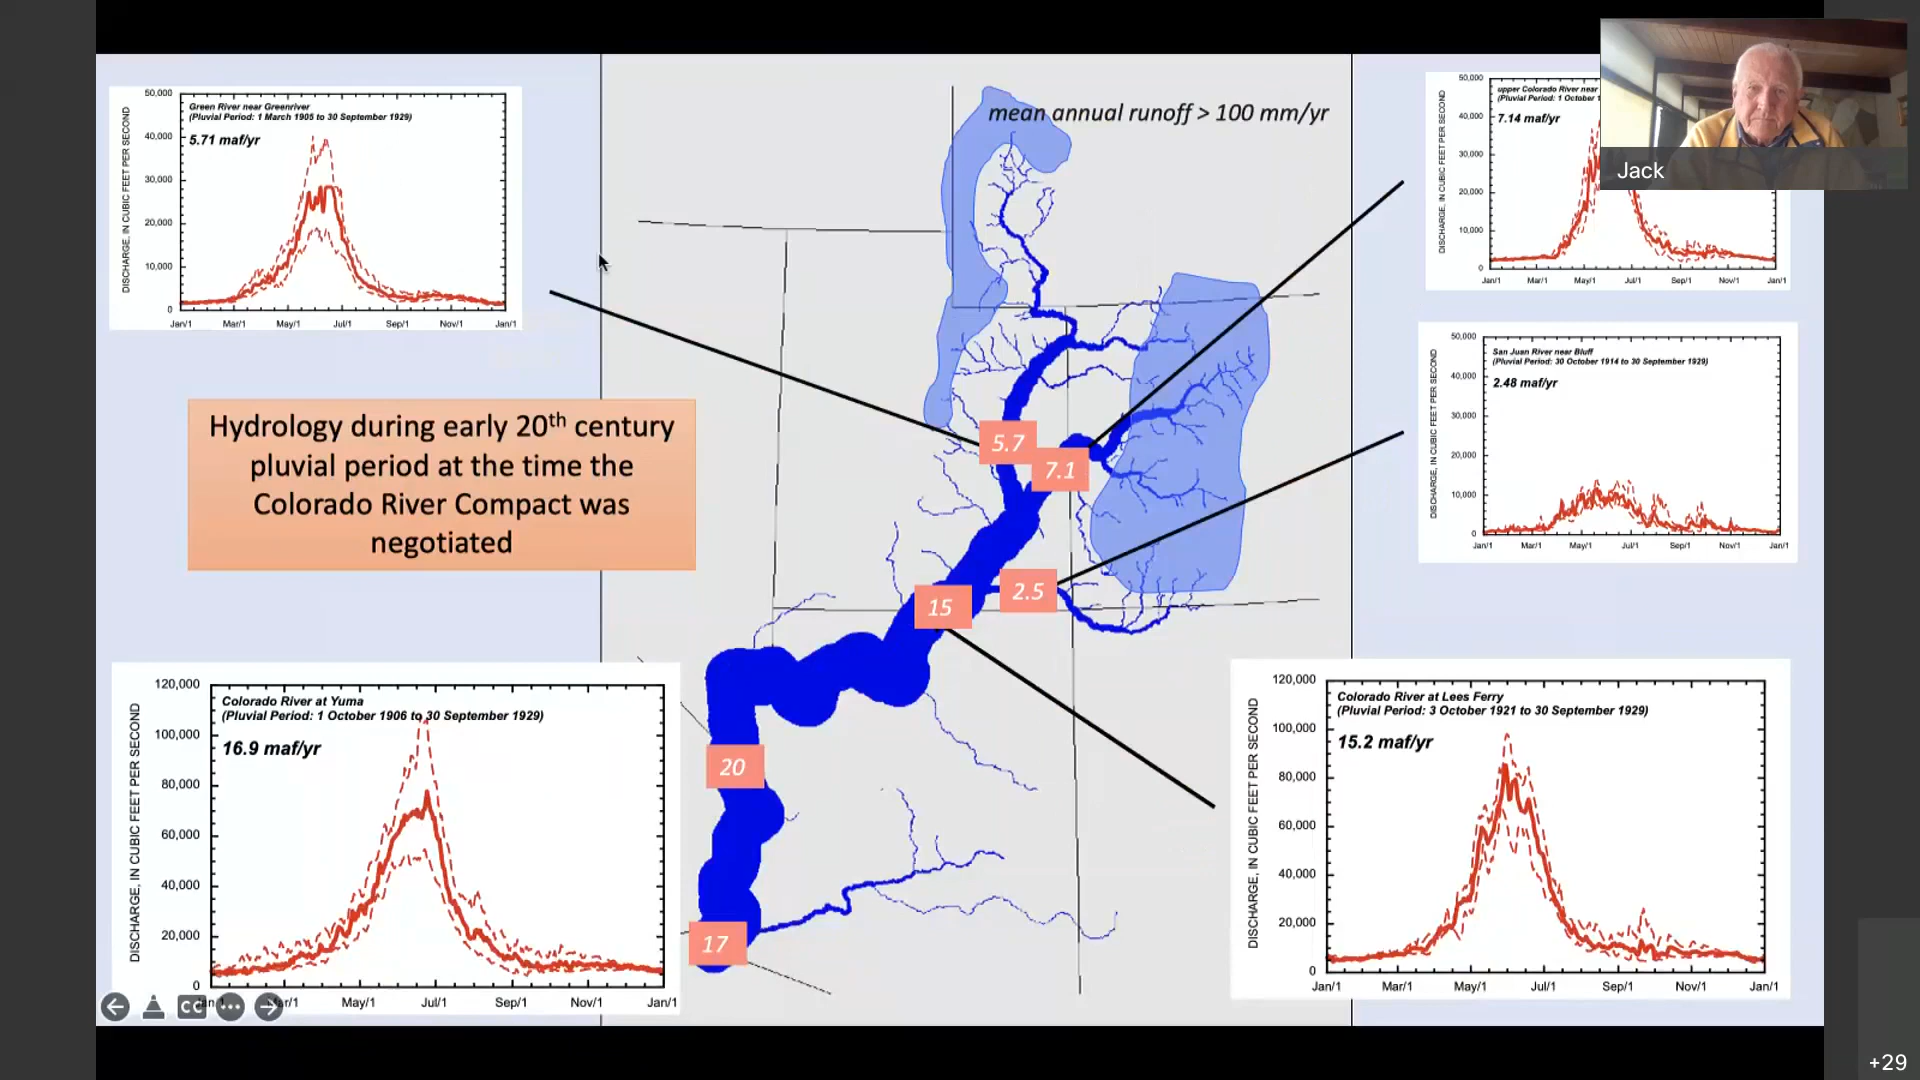 50,000
40,000
30,000
20,000
10,000
0
DISCHARGE, IN CUBIC FEET PER SECOND
Green River near Greenriver
(Pluvial Period: 1 March 1905 to 30 September 1929)
5.71 maf/yr
Jan/1 Mar/1 May/1 Jul/1 Sep/1 Nov/1 Jan/1
mean annual runoff > 100 mm/yr
50,000
40,000
30,000
20,000
10,000
0
DISCHARGE, IN CUBIC FEET PER SECOND
upper Colorado River near
(Pluvial Period: 1 October 1
7.14 maf/yr
Jan/1 Mar/1 May/1 Jul/1 Sep/1 Nov/1 Jan/1
Jack
50,000
40,000
30,000
20,000
10,000
0
DISCHARGE, IN CUBIC FEET PER SECOND
San Juan River near Bluff
(Pluvial Period: 30 October 1914 to 30 September 1929)
2.48 maf/yr
Jan/1 Mar/1 May/1 Jul/1 Sep/1 Nov/1 Jan/1
Hydrology during early 20th century
pluvial period at the time the
Colorado River Compact was
negotiated
5.7
7.1
2.5
15
20
17
120,000
100,000
80,000
60,000
40,000
20,000
0
DISCHARGE, IN CUBIC FEET PER SECOND
Colorado River at Yuma
(Pluvial Period: 1 October 1906 to 30 September 1929)
16.9 maf/yr
May/1 Jul/1 Sep/1 Nov/1 Jan/1
CC
120,000
100,000
80,000
60,000
40,000
20,000
0
DISCHARGE, IN CUBIC FEET PER SECOND
Colorado River at Lees Ferry
(Pluvial Period: 3 October 1921 to 30 September 1929)
15.2 maf/yr
Jan/1 Mar/1 May/1 Jul/1 Sep/1 Nov/1 Jan/1
+29